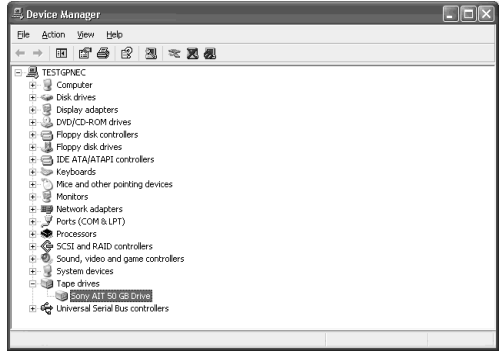 Device Manager
File Action View Help
TESTGPNEC
Computer
Disk drives
Display adapters
DVD/CD-ROM drives
Floppy disk controllers
Floppy disk drives
IDE ATA/ATAPI controllers
Keyboards
Mice and other pointing devices
Monitors
Network adapters
Ports (COM & LPT)
Processors
SCSI and RAID controllers
Sound, video and game controllers
System devices
Tape drives
Sony AIT 50 GB Drive
Universal Serial Bus controllers